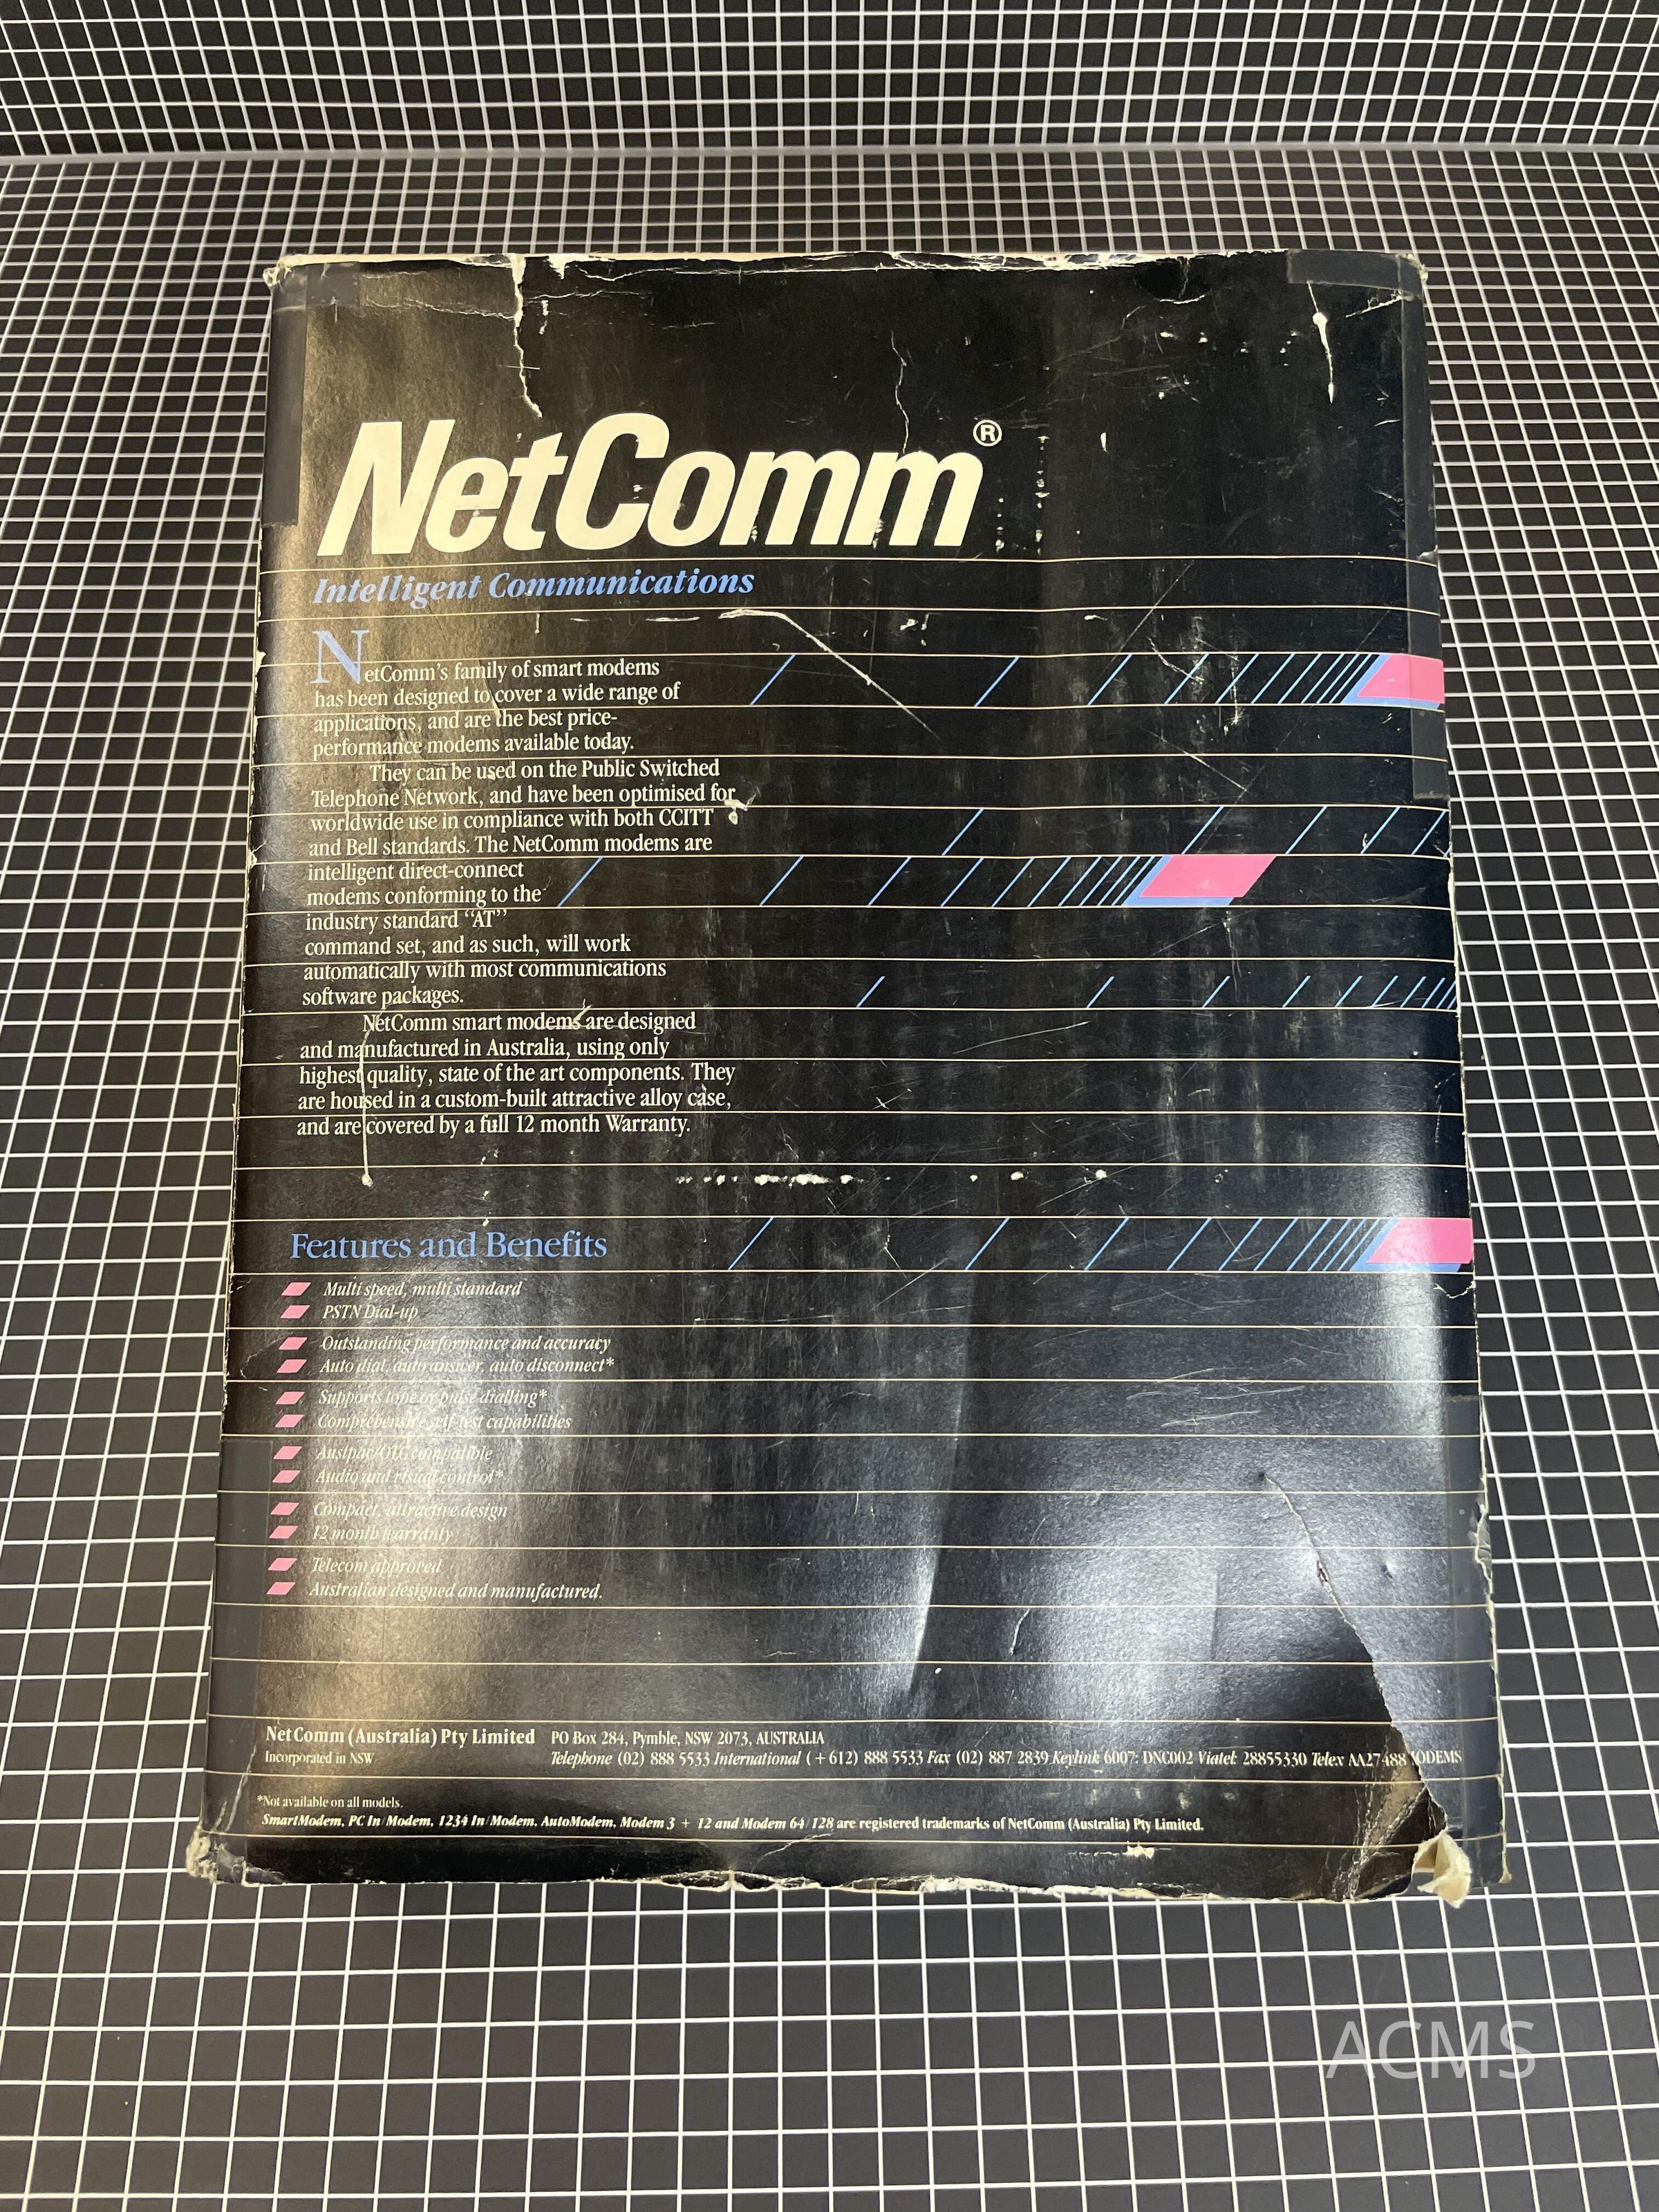 NetComm®
Intelligent Communications
NetComm's family of smart modems
has been designed to cover a wide range of
applications, and are the best price-
performance modems available today.
They can be used on the Public Switched
Telephone Network, and have been optimised for
worldwide use in compliance with both CCITT
and Bell standards. The NetComm modems are
intelligent direct-connect
modems conforming to the
industry standard “AT”
command set, and as such, will work
automatically with most communications
software packages.
NetComm smart modems are designed
and manufactured in Australia, using only
highest quality, state of the art components. They
are housed in a custom-built attractive alloy case,
and are covered by a full 12 month Warranty.
Features and Benefits
Multi speed, multi standard
PSTN Dial-up
Outstanding performance and accuracy
Auto dial, auto answer, auto disconnect*
Supports tone or pulse dialling*
Comprehensive self-test capabilities
Austpac/OTC compatible
Audio and visual control*
Compact, attractive design
12 month warranty
Telecom approved
Australian designed and manufactured.
NetComm (Australia) Pty Limited PO Box 284, Pymble, NSW 2073, AUSTRALIA
Incorporated in NSW Telephone (02) 888 5533 International (+612) 888 5533 Fax (02) 887 2839 Keylink 6007: DNC002 Viatel: 28855330 Telex AA27488
*Not available on all models.
SmartModem, PC In/Modem, 1234 In/Modem, AutoModem, Modem 3 + 12 and Modem 64/128 are registered trademarks of NetComm (Australia) Pty Limited.
ACMS